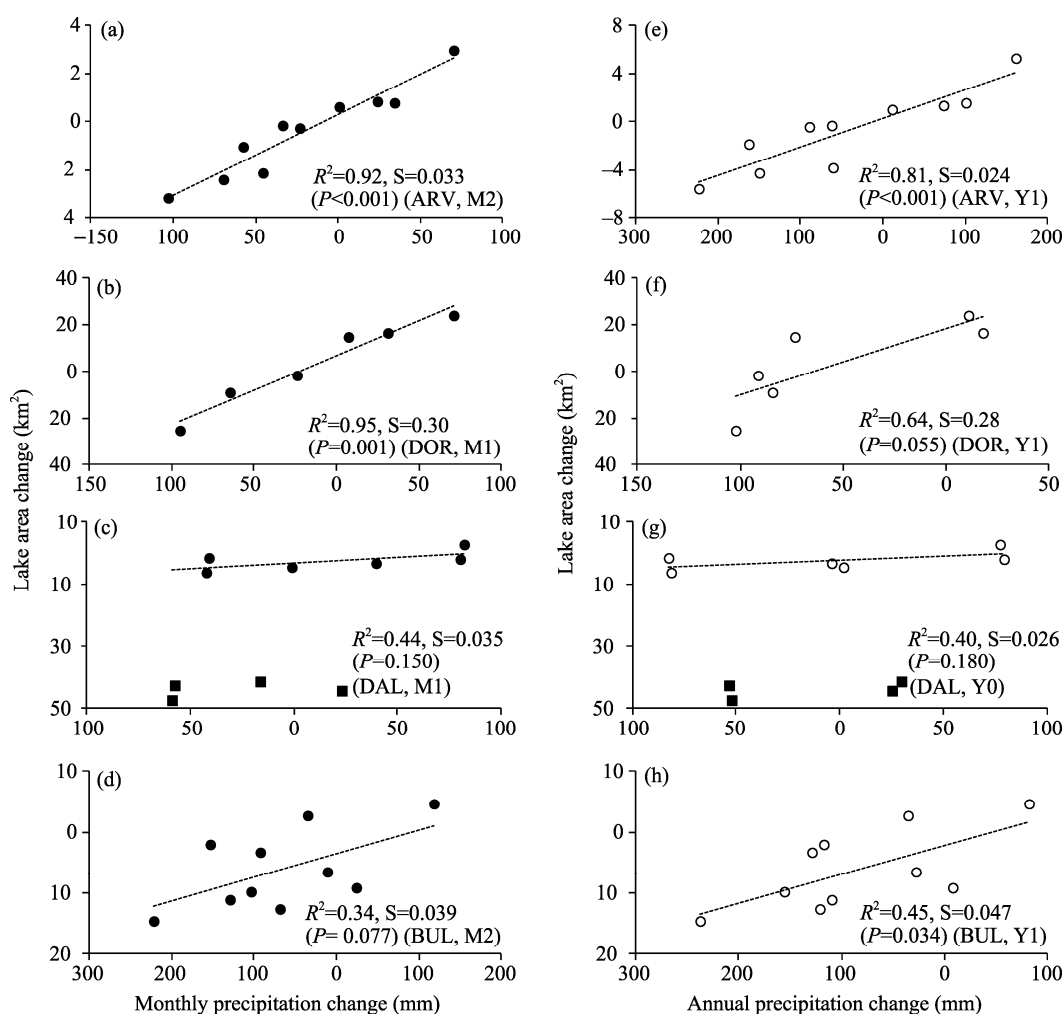 (a)
4
2
0
2
4
−150
100
50
0
50
100
R²=0.92, S=0.033
(P<0.001) (ARV, M2)
(e)
8
4
0
−4
−8
300
200
100
0
100
200
R²=0.81, S=0.024
(P<0.001) (ARV, Y1)
(b)
40
20
0
20
40
150
100
50
0
50
100
R²=0.95, S=0.30
(P=0.001) (DOR, M1)
(f)
40
20
0
20
40
150
100
50
0
50
R²=0.64, S=0.28
(P=0.055) (DOR, Y1)
Lake area change (km²)
Lake area change (km²)
(c)
10
10
30
50
100
50
0
50
100
R²=0.44, S=0.035
(P=0.150)
(DAL, M1)
(g)
10
10
30
50
100
50
0
50
100
R²=0.40, S=0.026
(P=0.180)
(DAL, Y0)
(d)
10
0
10
20
300
200
100
0
100
200
R²=0.34, S=0.039
(P= 0.077) (BUL, M2)
Monthly precipitation change (mm)
(h)
10
0
10
20
300
200
100
0
100
R²=0.45, S=0.047
(P=0.034) (BUL, Y1)
Annual precipitation change (mm)